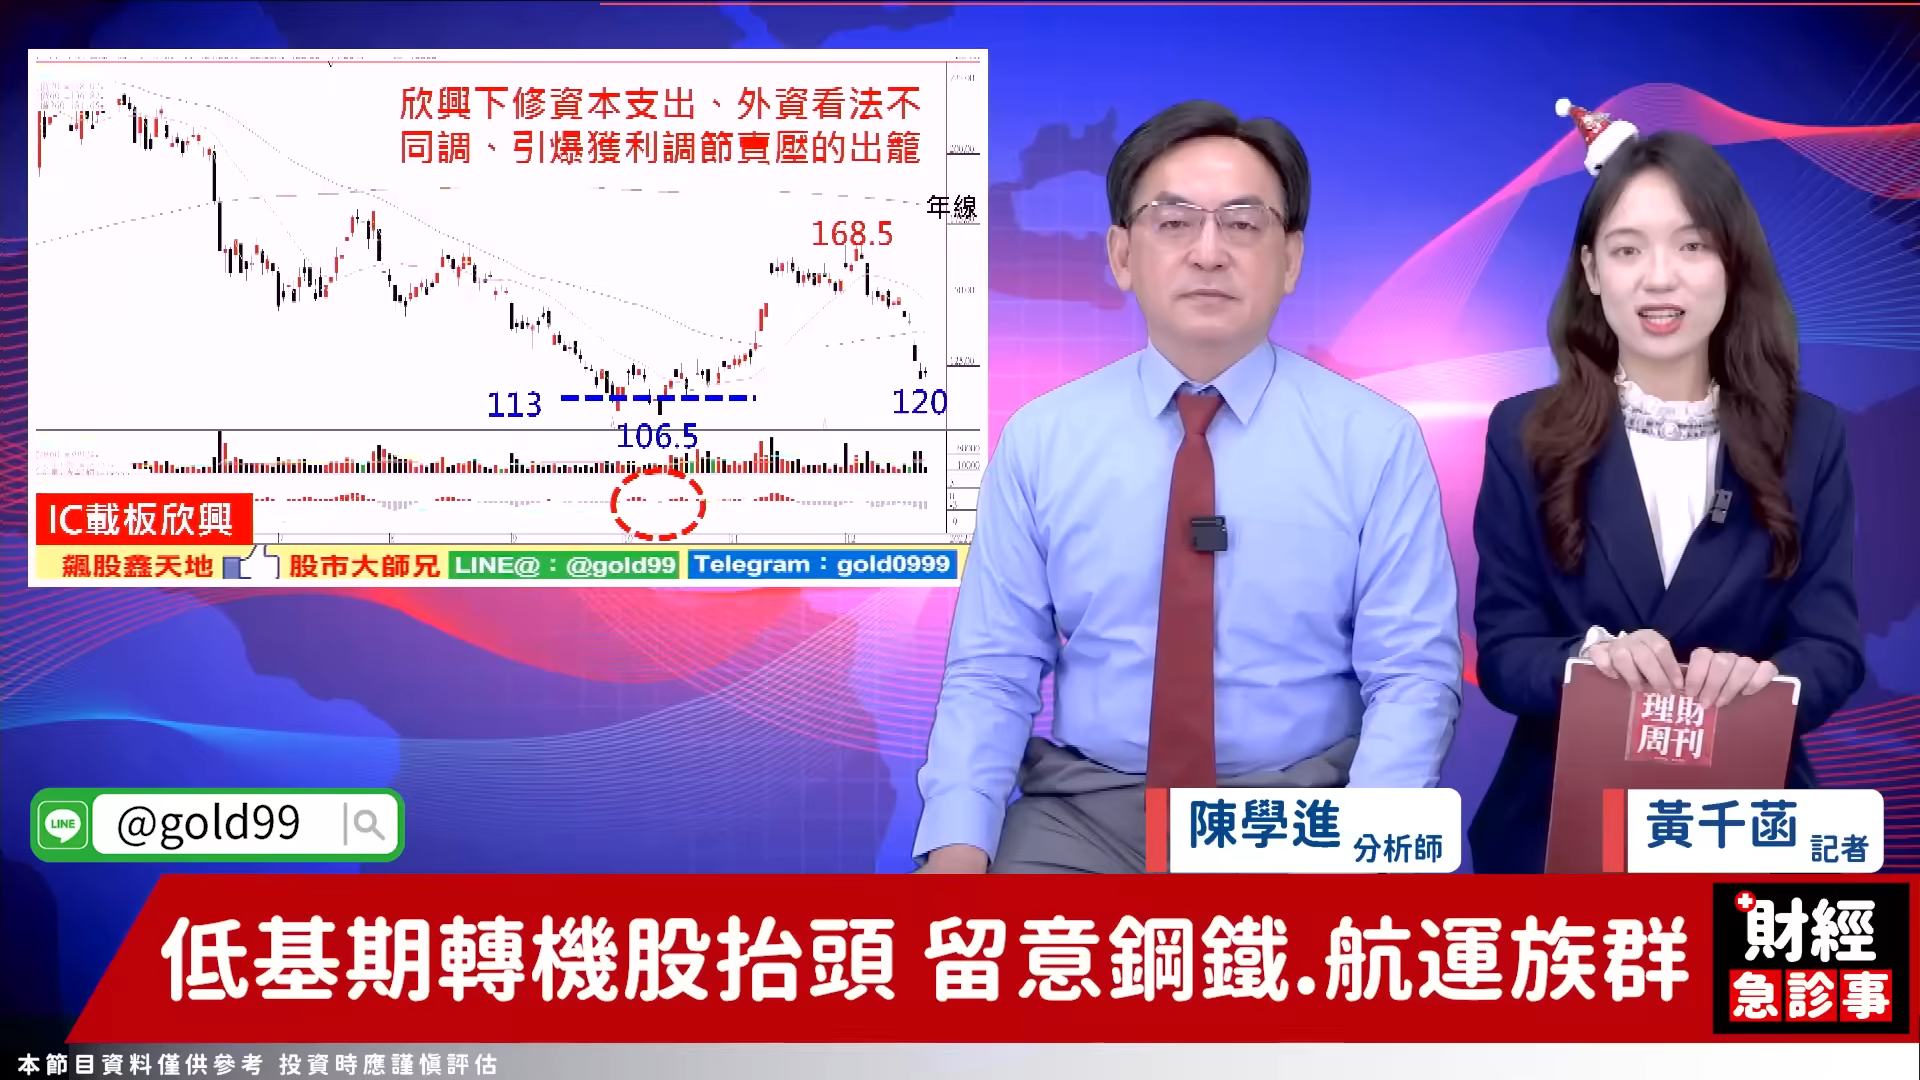 欣興下修資本支出、外資看法不
同調、引爆獲利調節賣壓的出籠
年線
168.5
200.00
125.00
113
120
106.5
IC載板欣興
飆股鑫天地 股市大師兄 LINE@：@gold99 Telegram：gold0999
理財
周刊
LINE @gold99
陳學進 分析師
黃千菡 記者
低基期轉機股抬頭 留意鋼鐵.航運族群
財經
急診事
本節目資料僅供參考 投資時應謹慎評估